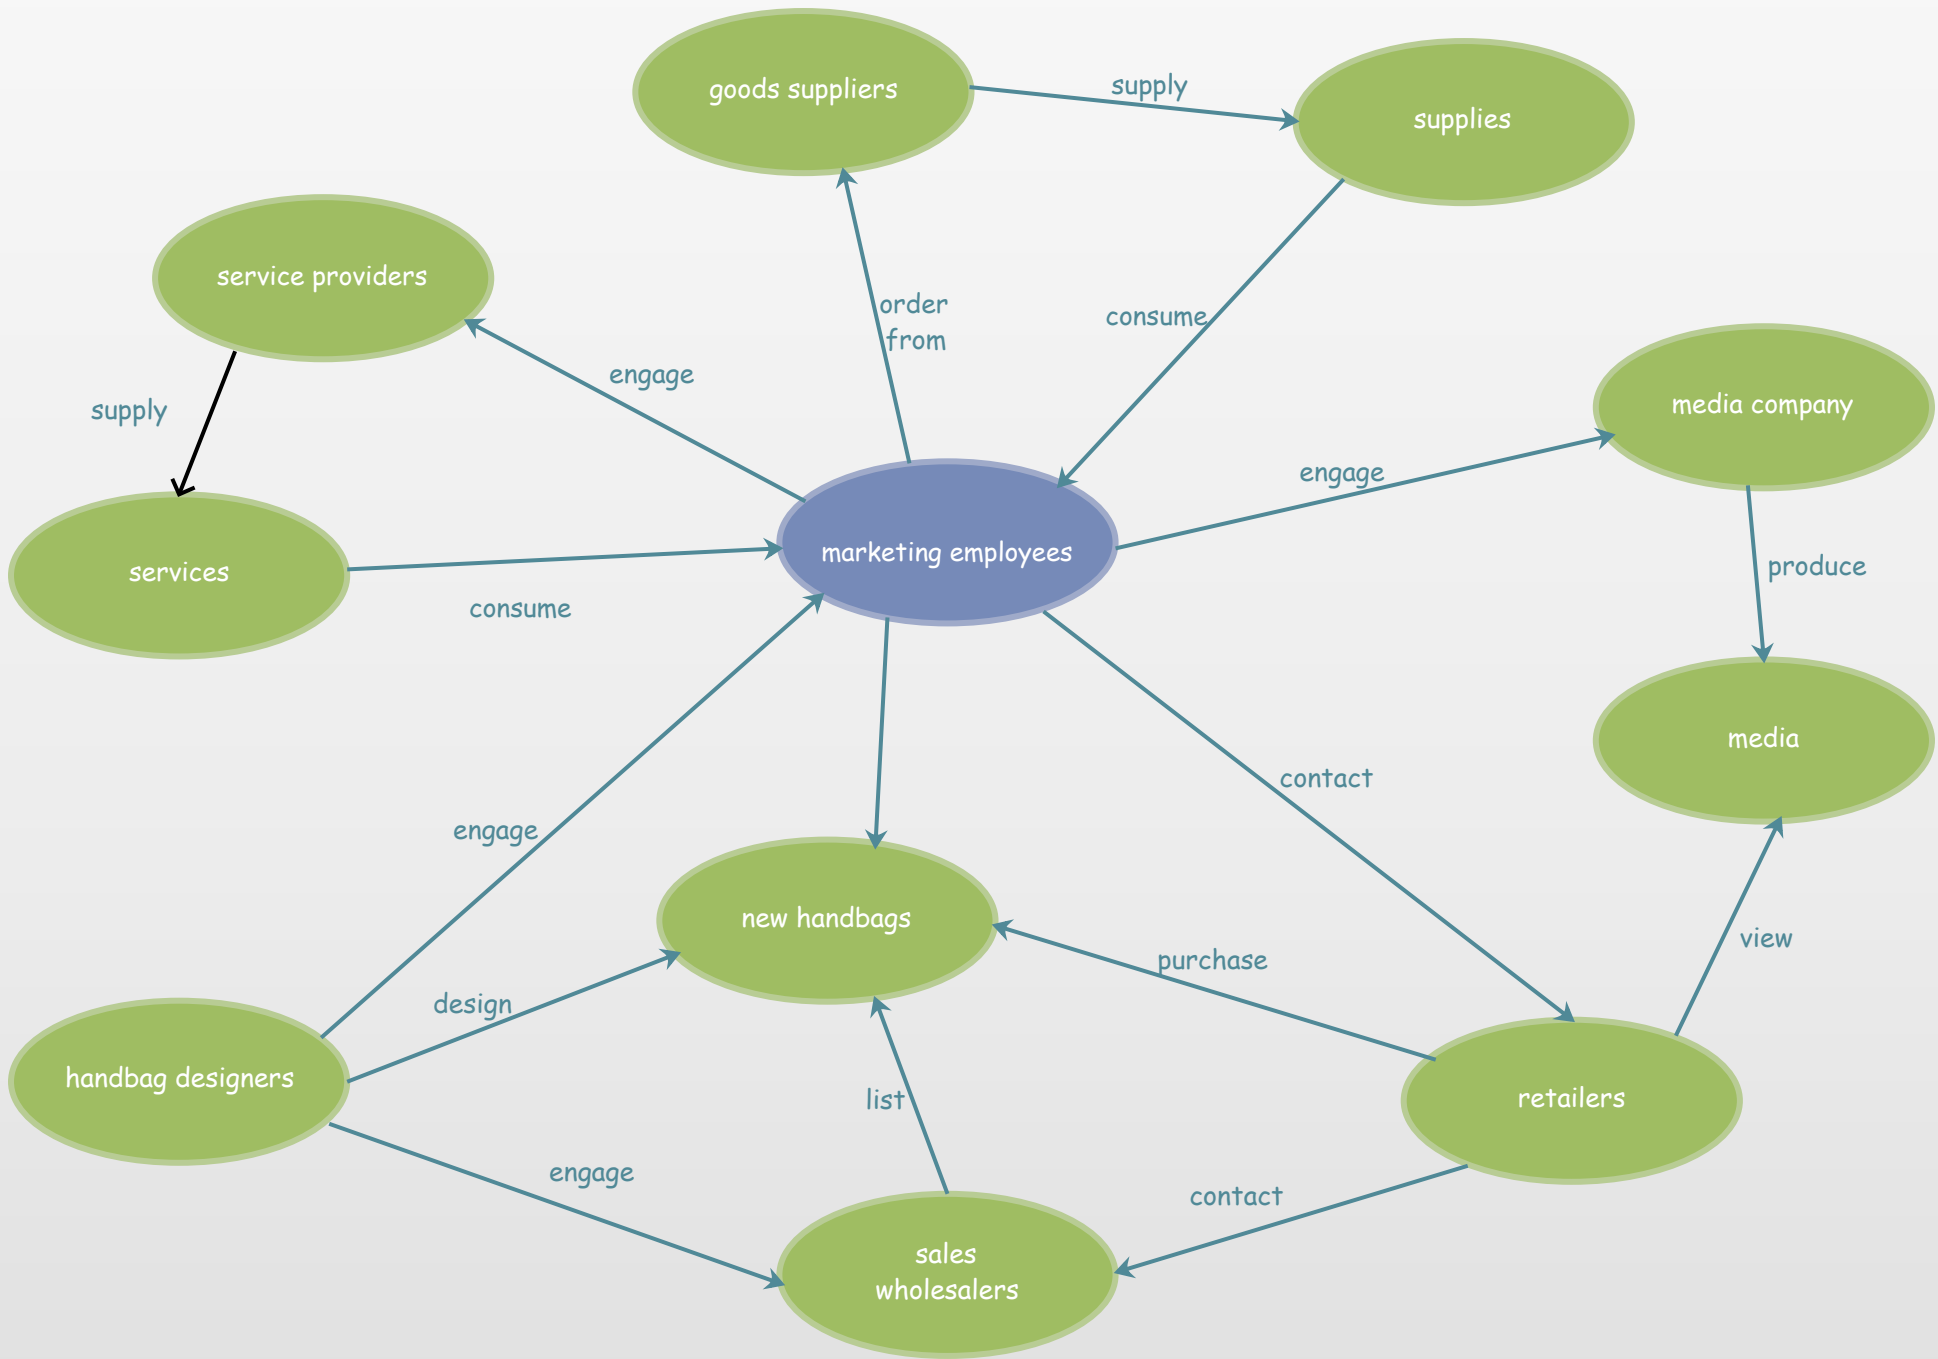 goods suppliers
supply
supplies
service providers
order
from
consume
engage
supply
media company
engage
marketing employees
services
consume
produce
media
contact
engage
new handbags
view
purchase
design
handbag designers
list
retailers
engage
contact
sales
wholesalers